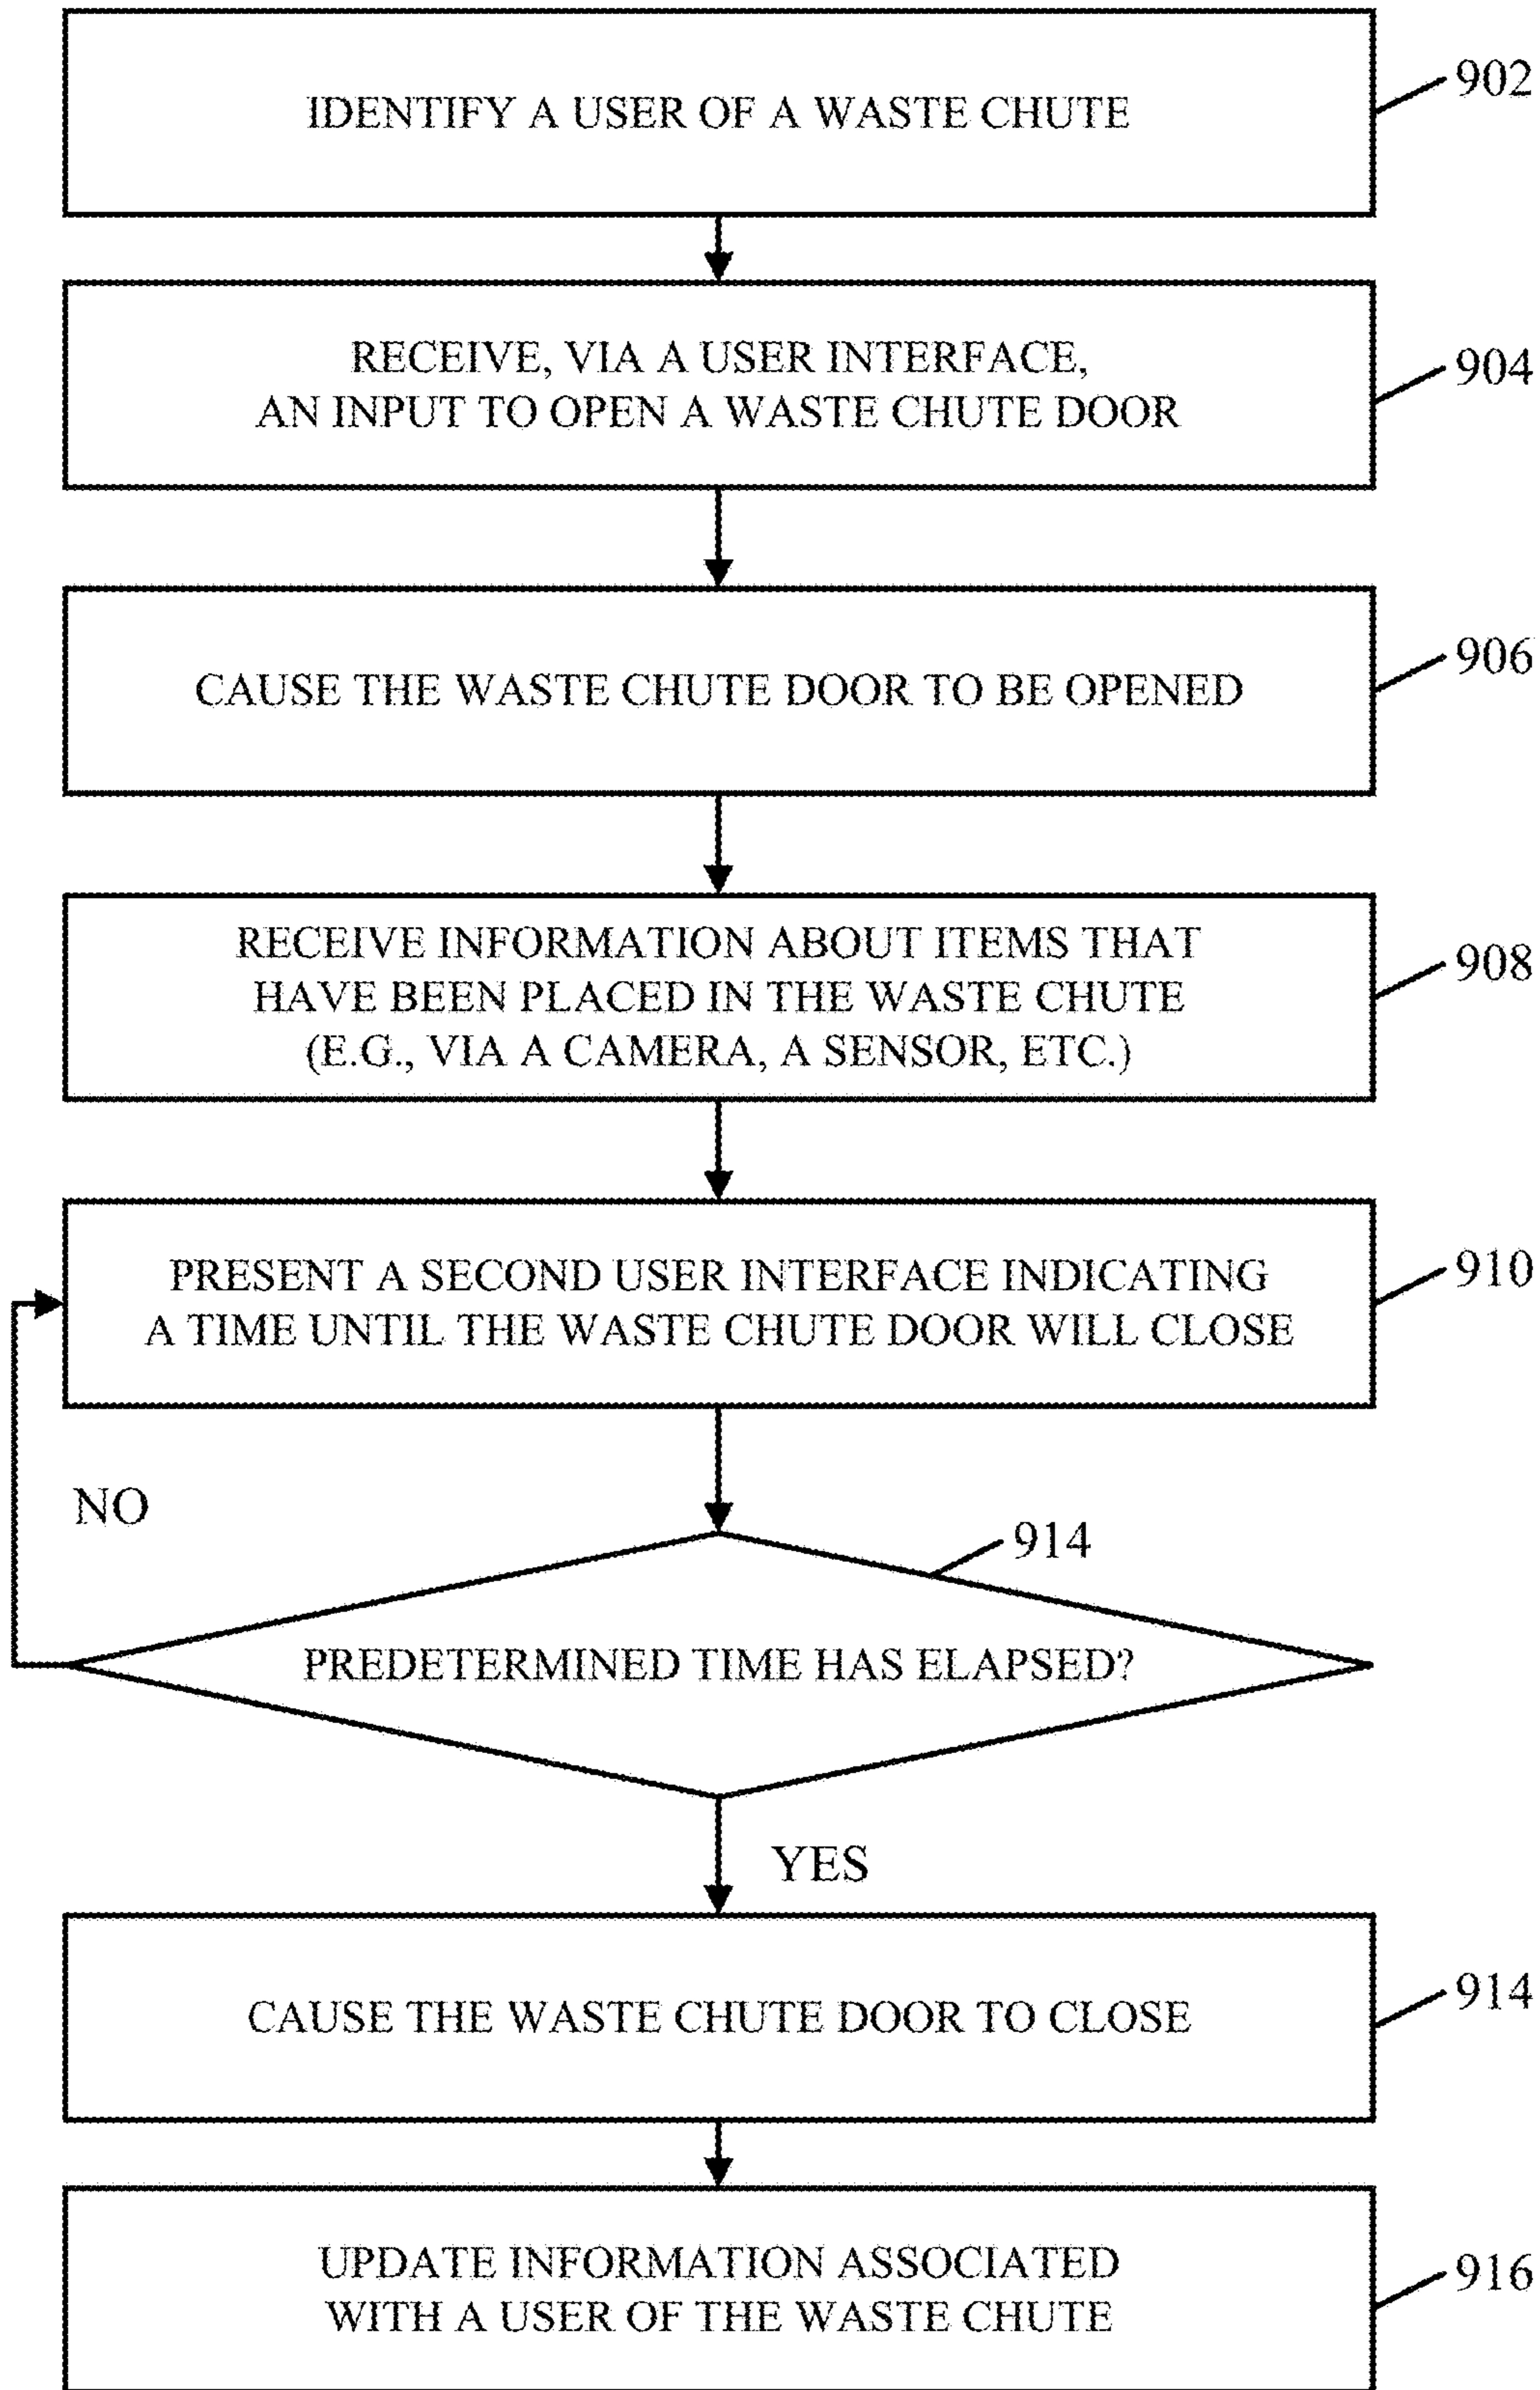 IDENTIFY A USER OF A WASTE CHUTE
902
RECEIVE, VIA A USER INTERFACE,
AN INPUT TO OPEN A WASTE CHUTE DOOR
904
CAUSE THE WASTE CHUTE DOOR TO BE OPENED
906
RECEIVE INFORMATION ABOUT ITEMS THAT
HAVE BEEN PLACED IN THE WASTE CHUTE
(E.G., VIA A CAMERA, A SENSOR, ETC.)
908
PRESENT A SECOND USER INTERFACE INDICATING
A TIME UNTIL THE WASTE CHUTE DOOR WILL CLOSE
910
NO
914
PREDETERMINED TIME HAS ELAPSED?
YES
CAUSE THE WASTE CHUTE DOOR TO CLOSE
914
UPDATE INFORMATION ASSOCIATED
WITH A USER OF THE WASTE CHUTE
916